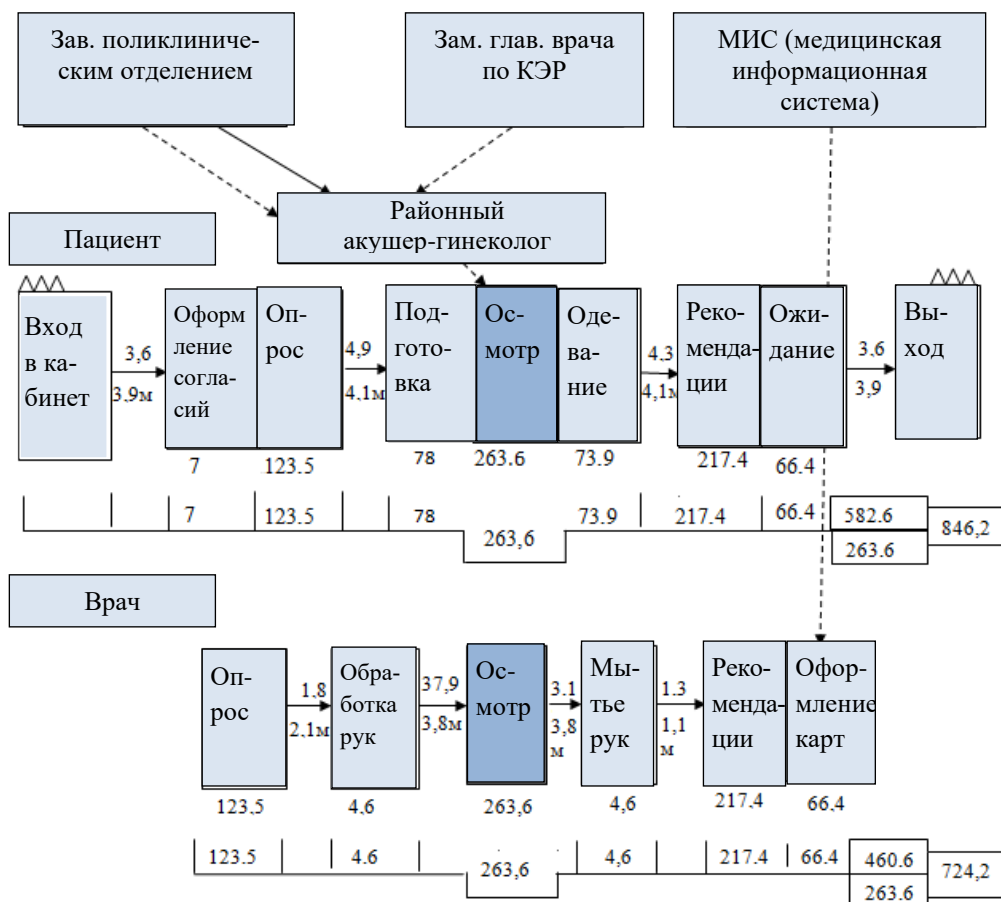 Зав. поликлиниче-
ским отделением
Зам. глав. врача
по КЭР
МИС (медицинская
информационная
система)
Районный
акушер-гинеколог
Пациент
Вход
в ка-
бинет
3,6
3,9м
Оформ
ление
согла-
сий
Оп-
рос
4,9
4,1м
Под-
гото-
вка
Ос-
мотр
Оде-
ва-
ние
4.3
4,1м
Реко-
менда-
ции
Ожи-
дание
3.6
3,9
Вы-
ход
7
123.5
78
263.6
73.9
217.4
66.4
7
123.5
78
263,6
73.9
217.4
66.4
582.6
263.6
846,2
Врач
Оп-
рос
1,8
2.1м
Обра-
ботка
рук
37,9
3,8м
Ос-
мотр
3.1
3,8
м
Мы-
тье
рук
1.3
1,1
м
Реко-
менда-
ции
Офор-
мление
карт
123.5
4.6
263,6
4,6
217.4
66,4
123.5
4.6
263,6
4,6
217.4
66.4
460.6
263.6
724,2